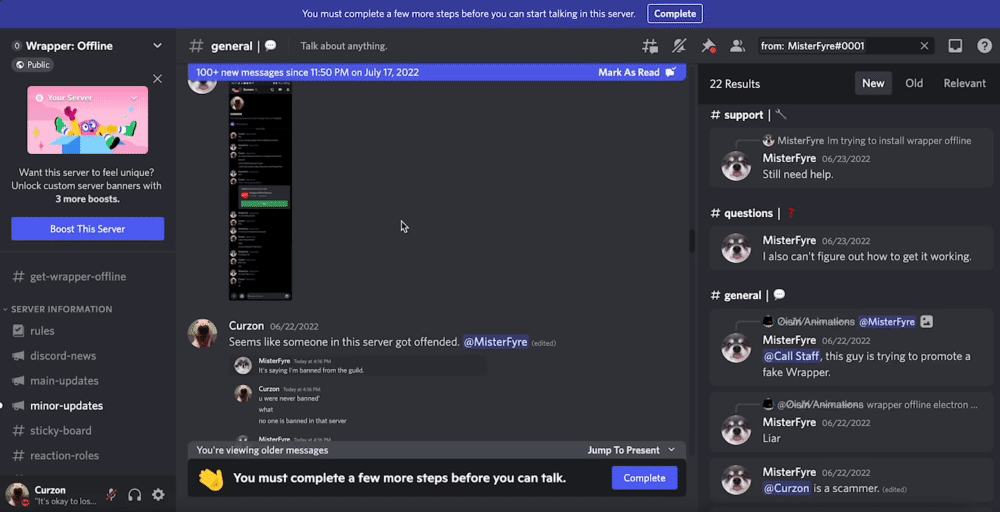 You must complete a few more steps before you can start talking in this server. Complete
Wrapper: Offline
Public
Your Server
Want this server to feel unique?
Unlock custom server banners with
3 more boosts.
Boost This Server
get-wrapper-offline
SERVER INFORMATION
rules
discord-news
main-updates
minor-updates
sticky-board
reaction-roles
Curzon
"It's okay to los...
# general | 💬 Talk about anything.
100+ new messages since 11:50 PM on July 17, 2022 Mark As Read
Curzon 06/22/2022
Seems like someone in this server got offended. @MisterFyre (edited)
MisterFyre Today at 4:16 PM
It's saying I'm banned from the guild.
Curzon Today at 4:16 PM
u were never banned'
what
no one is banned in that server
MisterFyre Today at 4:16 PM
You're viewing older messages Jump To Present
You must complete a few more steps before you can talk. Complete
from: MisterFyre#0001
22 Results New Old Relevant
# support |
MisterFyre Im trying to install wrapper offline
MisterFyre 06/23/2022
Still need help.
# questions | ❓
MisterFyre 06/23/2022
I also can't figure out how to get it working.
# general | 💬
@MisterFyre
MisterFyre 06/22/2022
@Call Staff, this guy is trying to promote a
fake Wrapper.
wrapper offline electron ...
MisterFyre 06/22/2022
Liar
MisterFyre 06/22/2022
@Curzon is a scammer. (edited)